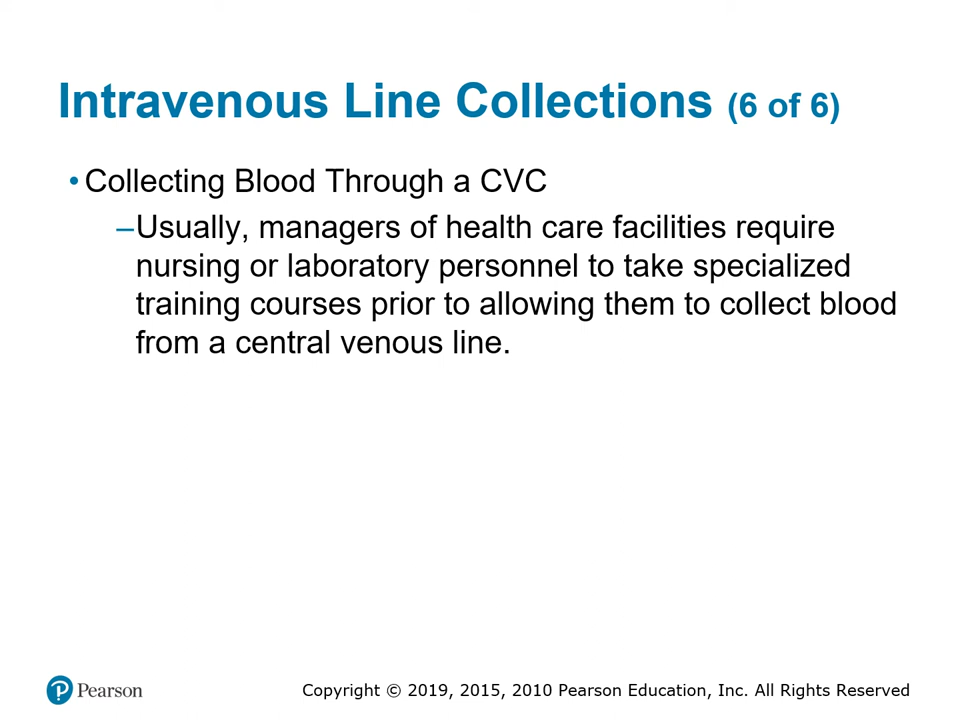 Intravenous Line Collections (6 of 6)
• Collecting Blood Through a CVC
–Usually, managers of health care facilities require
nursing or laboratory personnel to take specialized
training courses prior to allowing them to collect blood
from a central venous line.
Pearson
Copyright © 2019, 2015, 2010 Pearson Education, Inc. All Rights Reserved